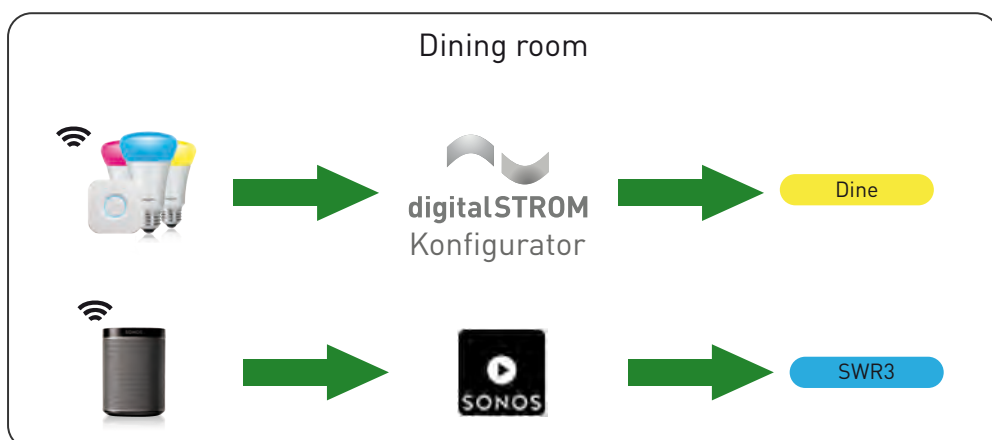 Dining room
digitalSTROM
Konfigurator
Dine
SONOS
SWR3